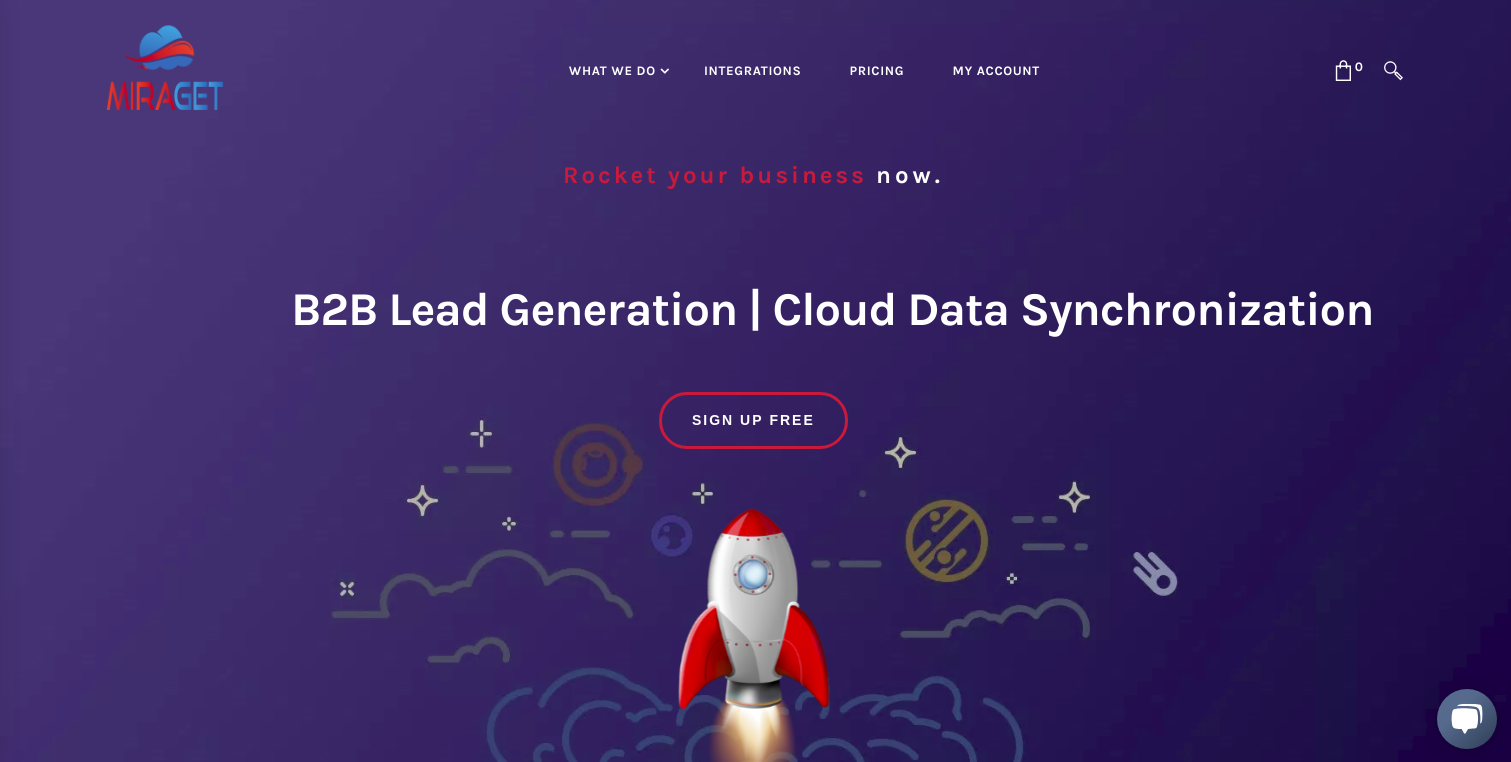 MIRAGET
WHAT WE DO
INTEGRATIONS
PRICING
MY ACCOUNT
0
Rocket your business now.
B2B Lead Generation | Cloud Data Synchronization
SIGN UP FREE